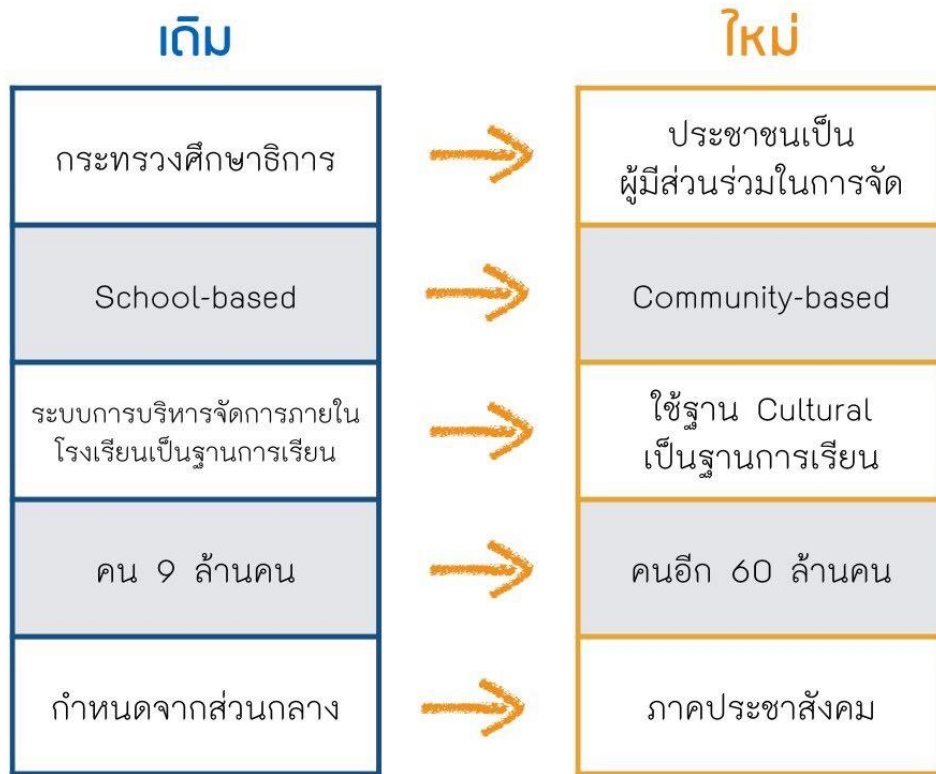 เดิม
ใหม่
กระทรวงศึกษาธิการ
ประชาชนเป็น
ผู้มีส่วนร่วมในการจัด
School-based
Community-based
ระบบการบริหารจัดการภายใน
โรงเรียนเป็นฐานการเรียน
ใช้ฐาน Cultural
เป็นฐานการเรียน
คน 9 ล้านคน
คนอีก 60 ล้านคน
กำหนดจากส่วนกลาง
ภาคประชาสังคม